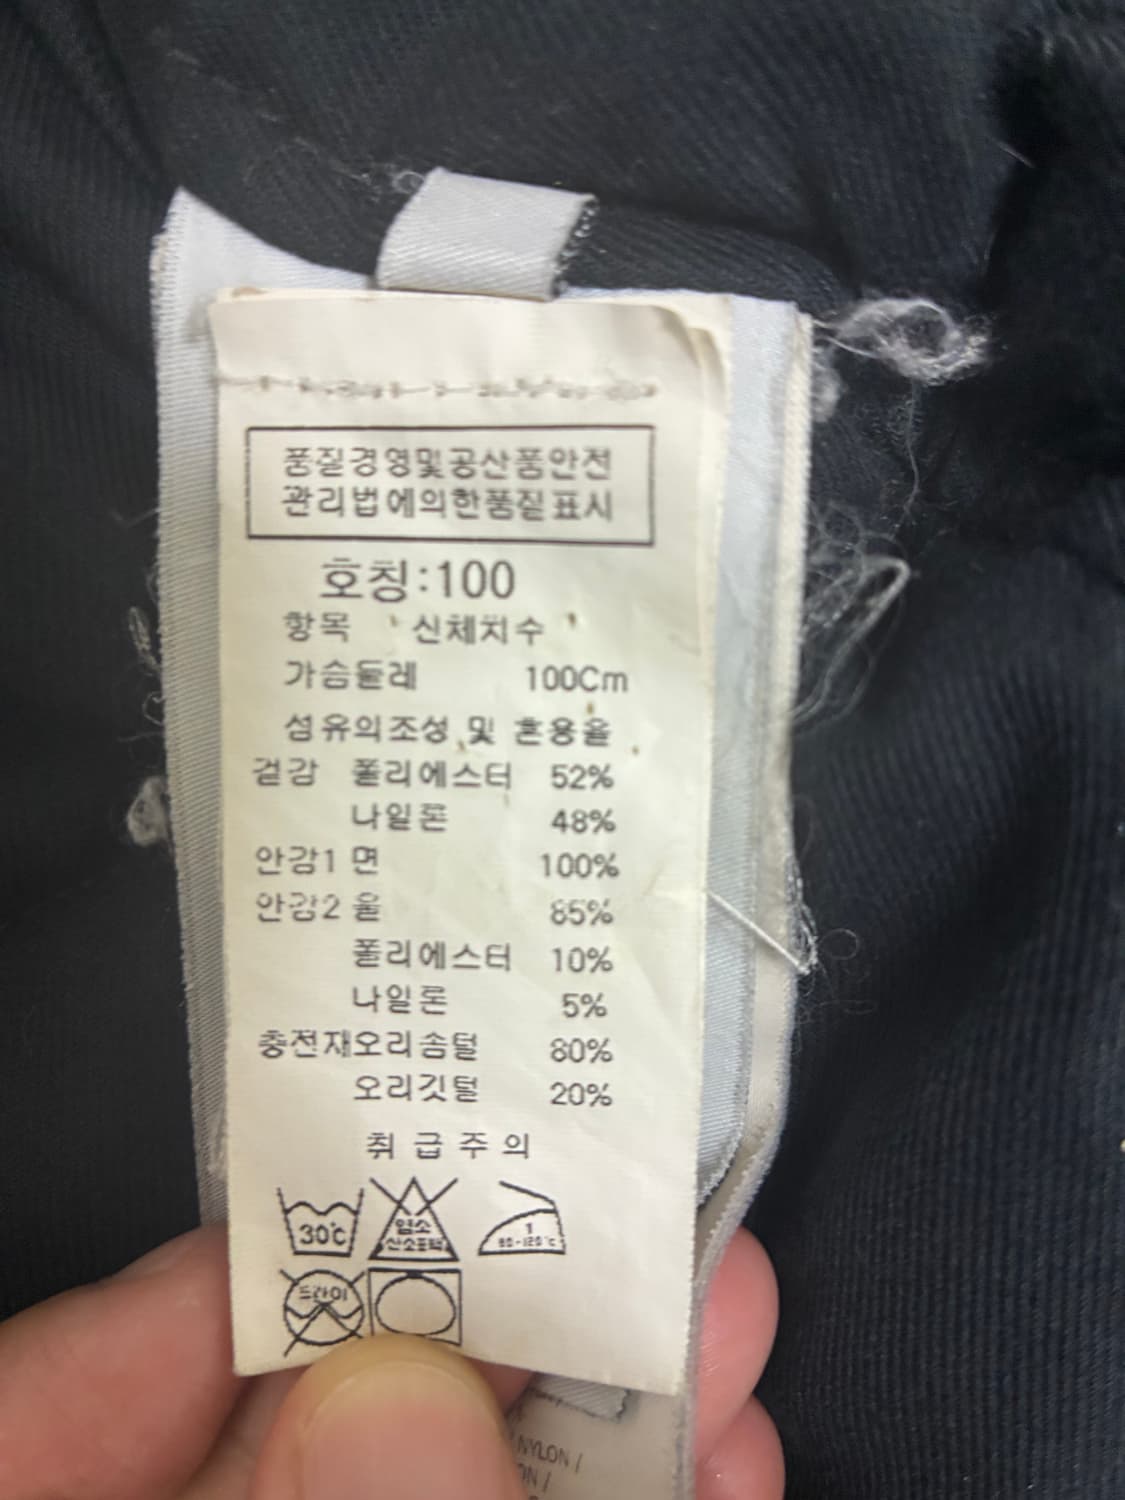 품질경영및공산품안전
관리법에의한품질표시
호칭:100
항목 신체치수
가슴둘레 100Cm
섬유의조성 및 혼용율
겉감 폴리에스터 52%
나일론 48%
안감1 면 100%
안감2 울 85%
폴리에스터 10%
나일론 5%
충전재오리솜털 80%
오리깃털 20%
취급주의
30℃ 염소 산소표백 1 80-120℃
드라이
NYLON /
ON /